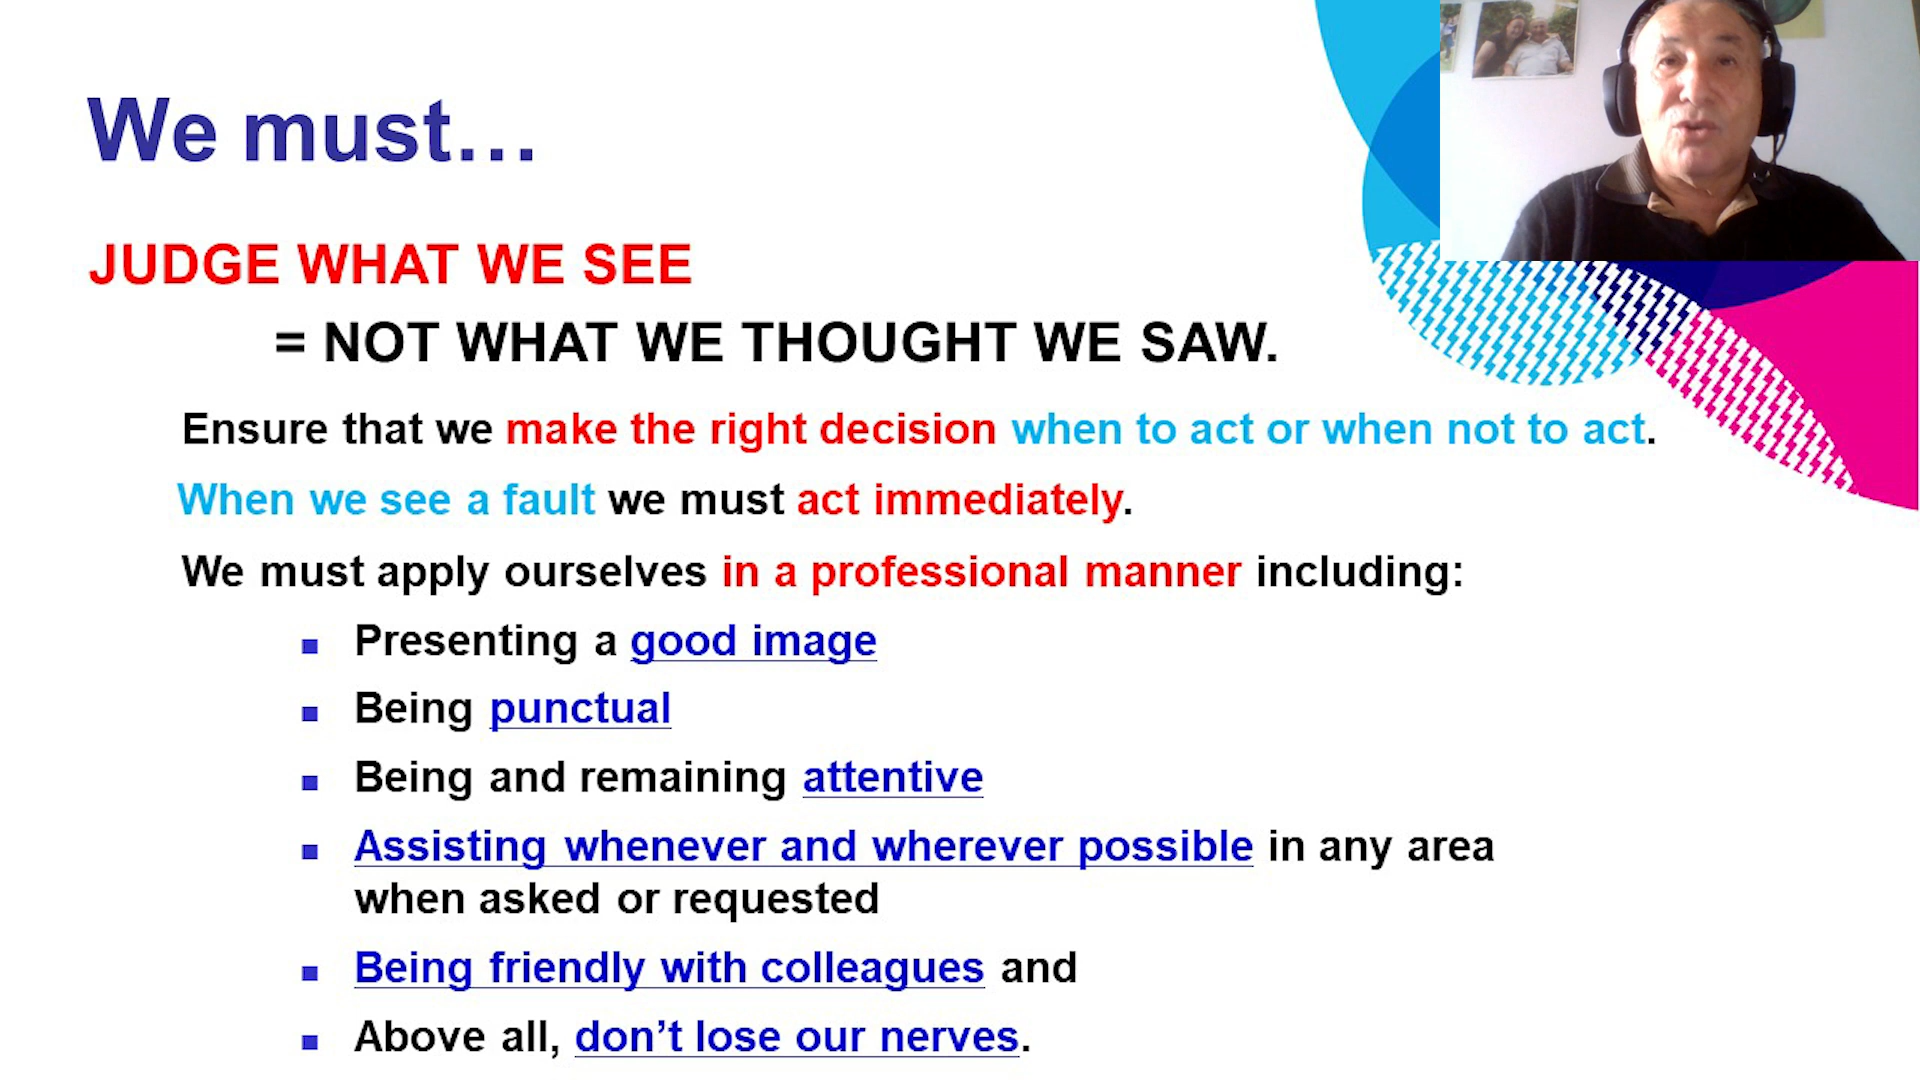 We must…
JUDGE WHAT WE SEE
= NOT WHAT WE THOUGHT WE SAW.
Ensure that we make the right decision when to act or when not to act.
When we see a fault we must act immediately.
We must apply ourselves in a professional manner including:
Presenting a good image
Being punctual
Being and remaining attentive
Assisting whenever and wherever possible in any area
when asked or requested
Being friendly with colleagues and
Above all, don’t lose our nerves.